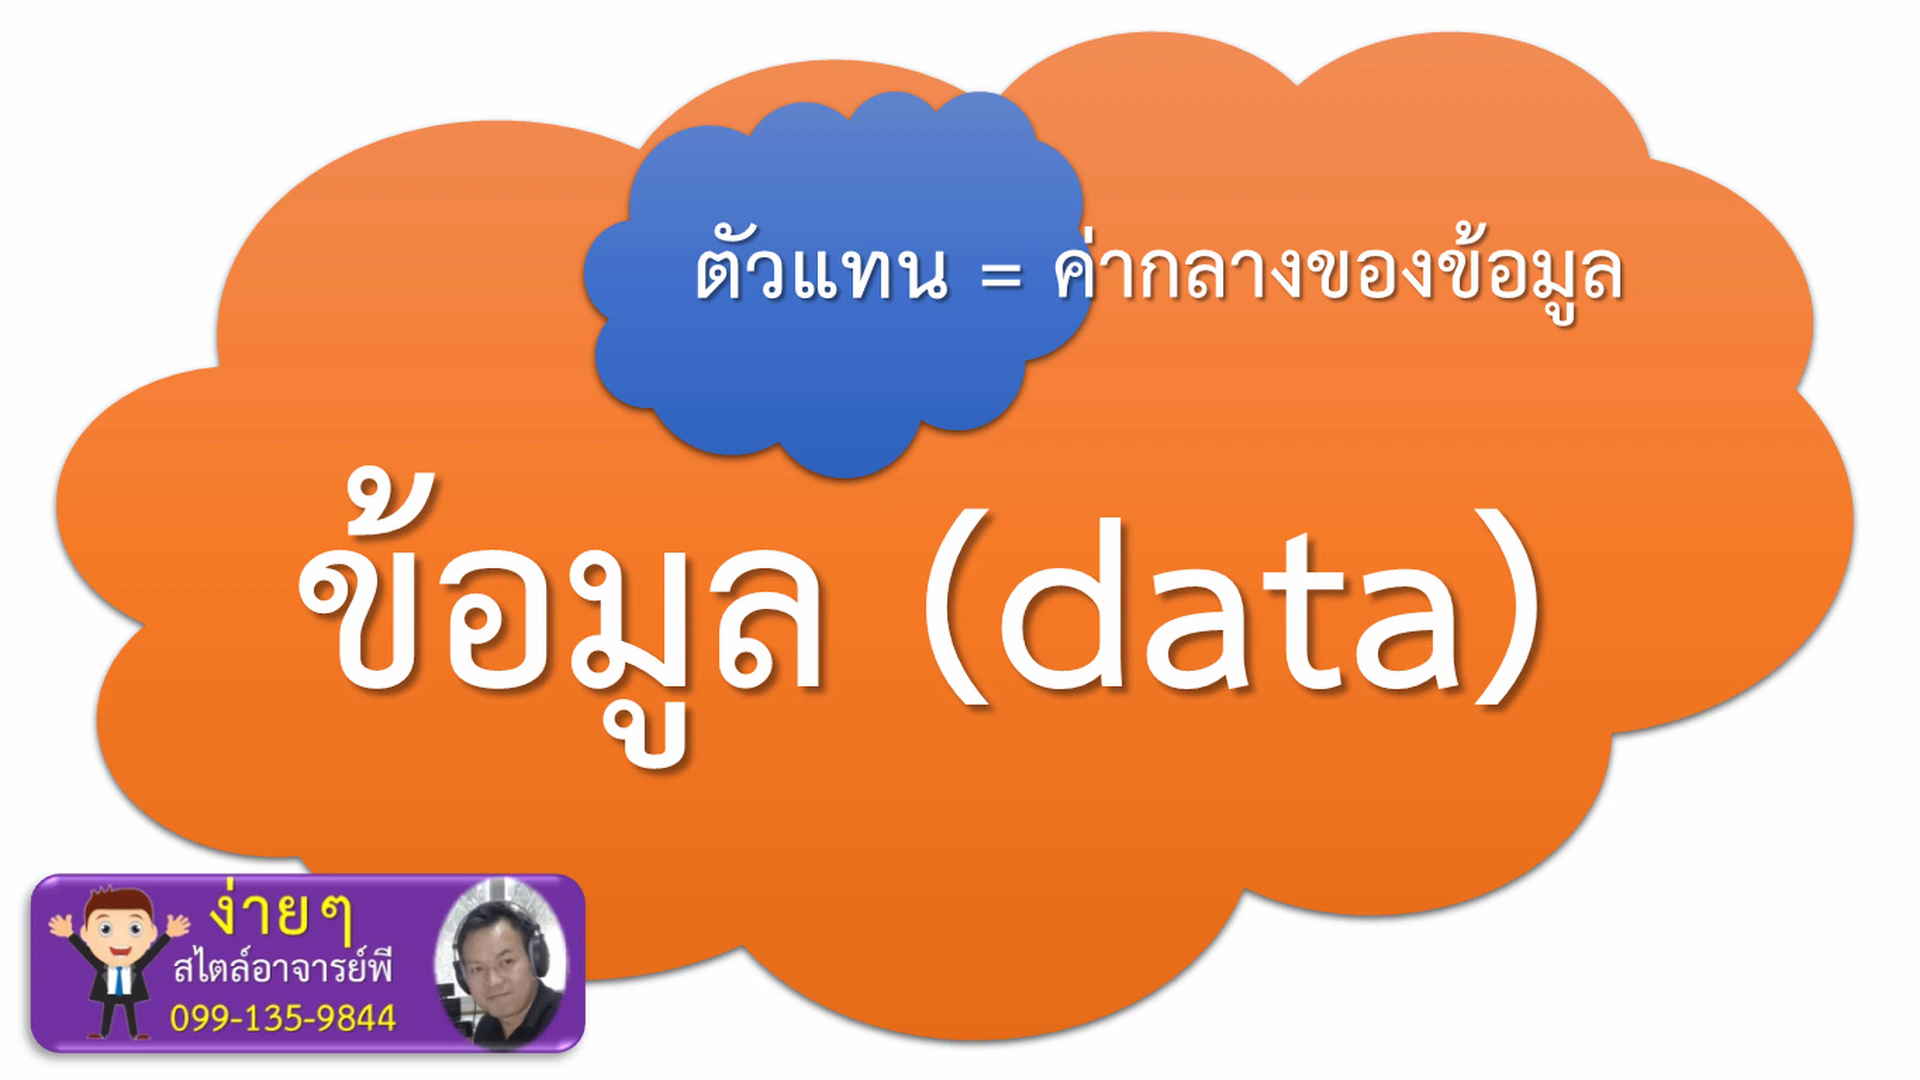 ตัวแทน = ค่ากลางของข้อมูล
ข้อมูล (data)
ง่ายๆ
สไตล์อาจารย์พี
099-135-9844